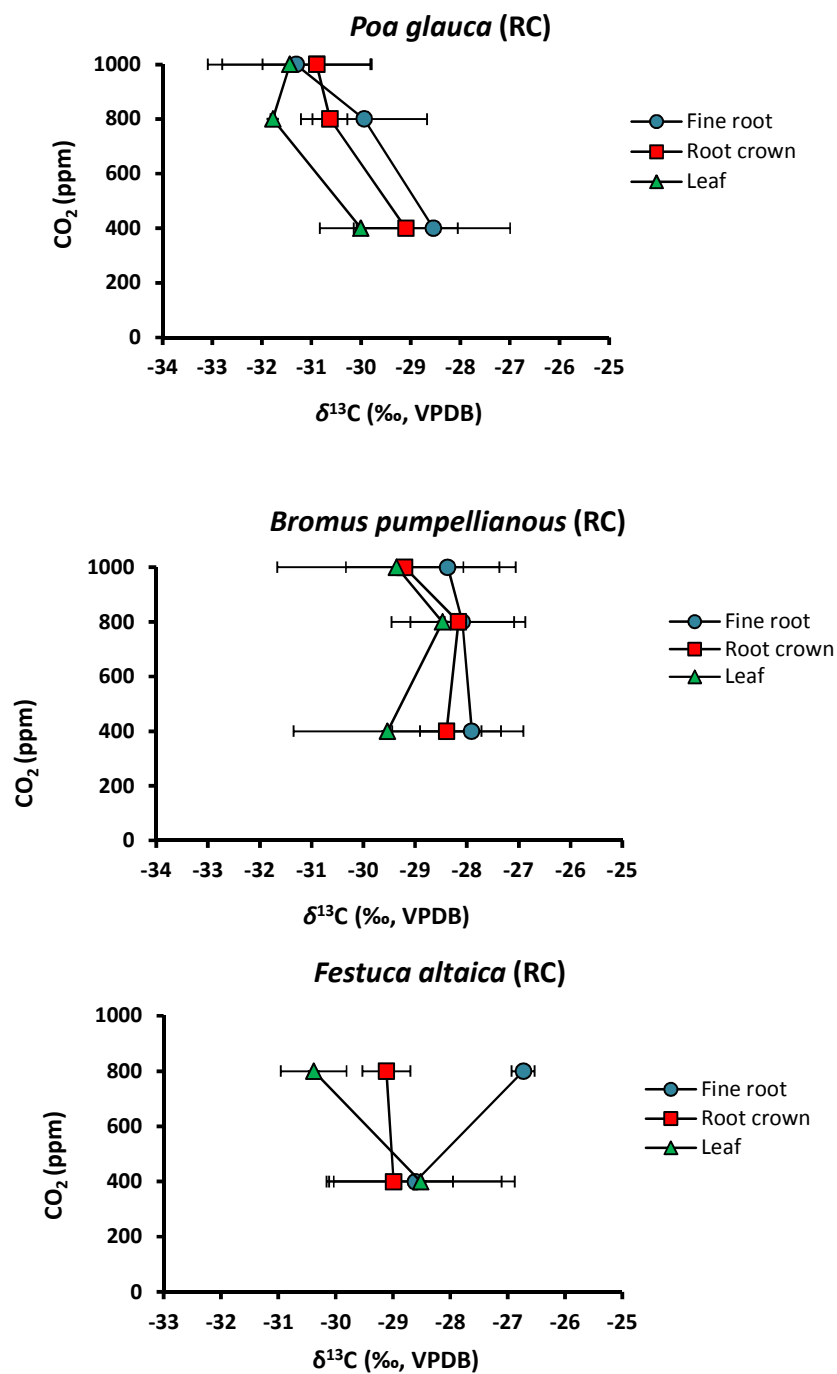 Poa glauca (RC)
1000
800
600
400
200
0
CO₂ (ppm)
-34 -33 -32 -31 -30 -29 -28 -27 -26 -25
δ¹³C (‰, VPDB)
Fine root
Root crown
Leaf
Bromus pumpellianous (RC)
1000
800
600
400
200
0
CO₂ (ppm)
-34 -33 -32 -31 -30 -29 -28 -27 -26 -25
δ¹³C (‰, VPDB)
Fine root
Root crown
Leaf
Festuca altaica (RC)
1000
800
600
400
200
0
CO₂ (ppm)
-33 -32 -31 -30 -29 -28 -27 -26 -25
δ¹³C (‰, VPDB)
Fine root
Root crown
Leaf